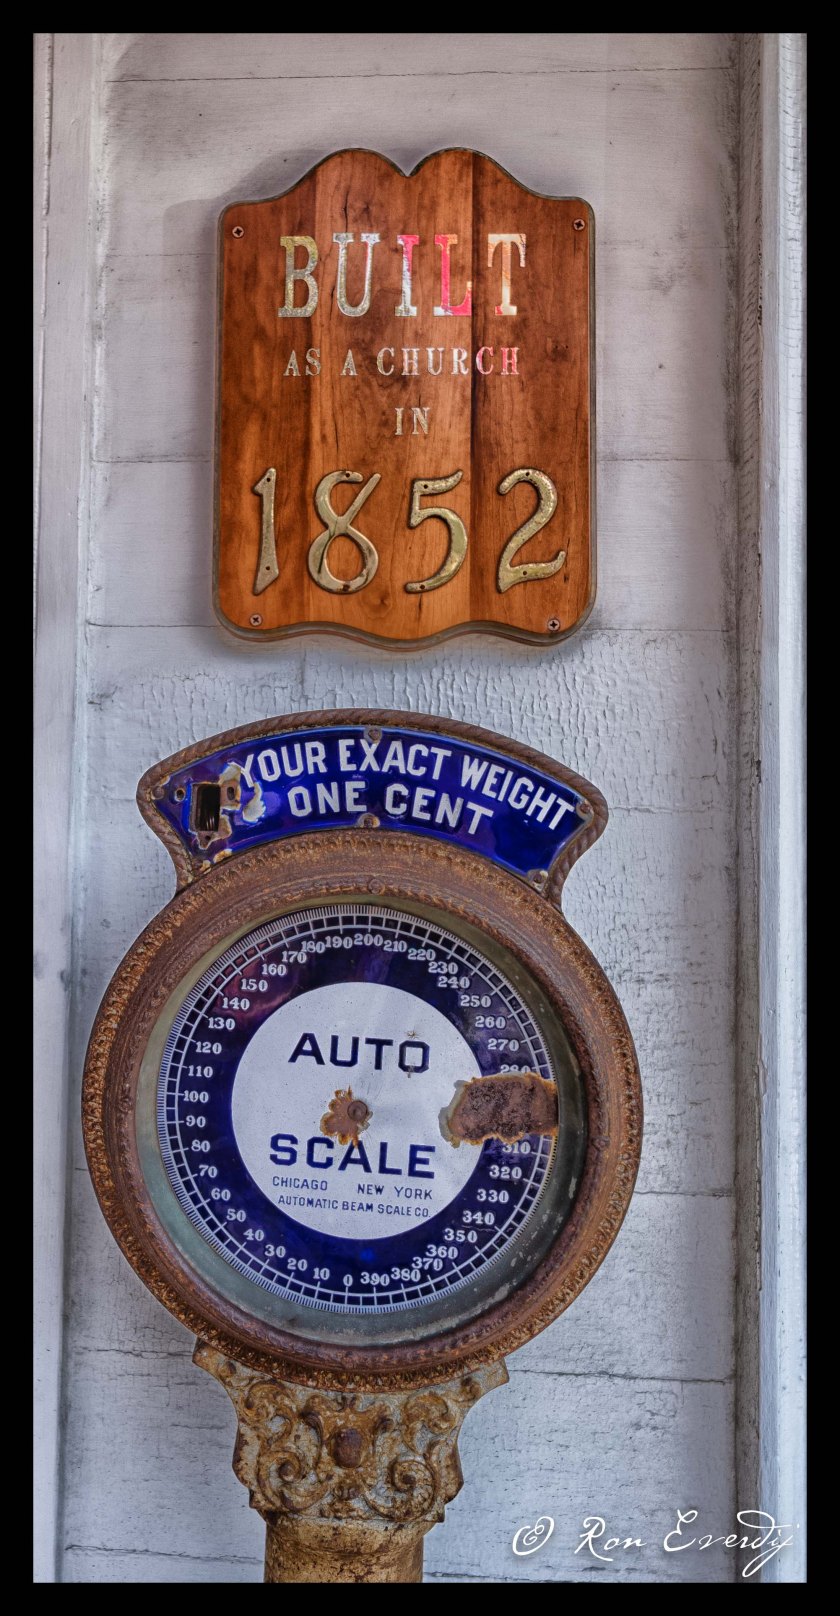 BUILT
AS A CHURCH
IN
1852
YOUR EXACT WEIGHT
ONE CENT
0 10 20 30 40 50 60 70 80 90 100 110 120 130 140 150 160 170 180 190 200 210 220 230 240 250 260 270 280 310 320 330 340 350 360 370 380 390
AUTO
SCALE
CHICAGO NEW YORK
AUTOMATIC BEAM SCALE CO.
© Ron Everdij